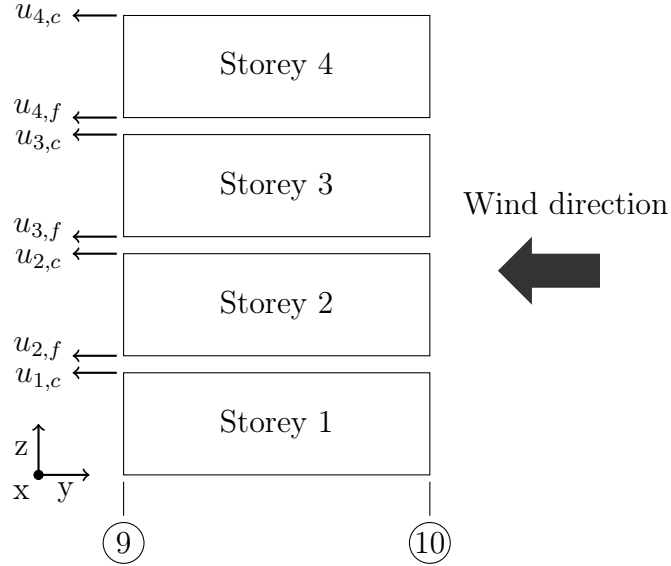 u4,c
Storey 4
u4,f
u3,c
Storey 3
u3,f
u2,c
Storey 2
u2,f
u1,c
Storey 1
Wind direction
z
x
y
9
10